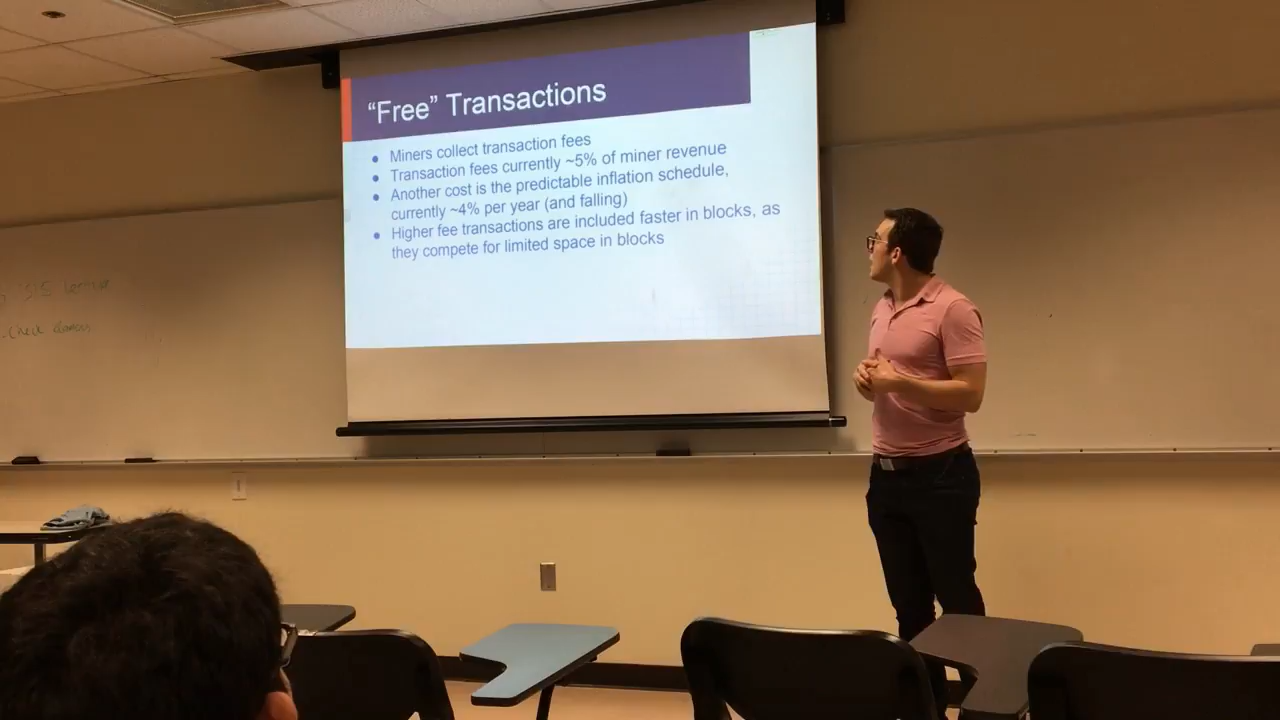 “Free” Transactions
● Miners collect transaction fees
● Transaction fees currently ~5% of miner revenue
● Another cost is the predictable inflation schedule,
currently ~4% per year (and falling)
● Higher fee transactions are included faster in blocks, as
they compete for limited space in blocks
check